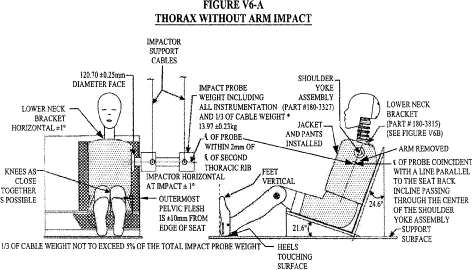 FIGURE V6-A
THORAX WITHOUT ARM IMPACT
IMPACTOR
SUPPORT
CABLES
120.70 ±0.25mm
DIAMETER FACE
LOWER NECK
BRACKET
HORIZONTAL ±1°
KNEES AS
CLOSE
TOGETHER
S POSSIBLE
IMPACT PROBE
WEIGHT INCLUDING
ALL INSTRUMENTATION
AND 1/3 OF CABLE WEIGHT *
13.97 ±0.23kg
℄ OF PROBE
WITHIN 2mm OF
℄ OF SECOND
THORACIC RIB
IMPACTOR HORIZONTAL
AT IMPACT ± 1°
OUTERMOST
PELVIC FLESH
IS ±10mm FROM
EDGE OF SEAT
1/3 OF CABLE WEIGHT NOT TO EXCEED 5% OF THE TOTAL IMPACT PROBE WEIGHT
SHOULDER
YOKE
ASSEMBLY
(PART #180-3327)
JACKET
AND PANTS
INSTALLED
LOWER NECK
BRACKET
(PART # 180-3815)
(SEE FIGURE V6B)
ARM REMOVED
℄ OF PROBE COINCIDENT
WITH A LINE PARALLEL
TO THE SEAT BACK
INCLINE PASSING
THROUGH THE CENTER
OF THE SHOULDER
YOKE ASSEMBLY
FEET
VERTICAL
24.6°
21.6°
SUPPORT
SURFACE
HEELS
TOUCHING
SURFACE